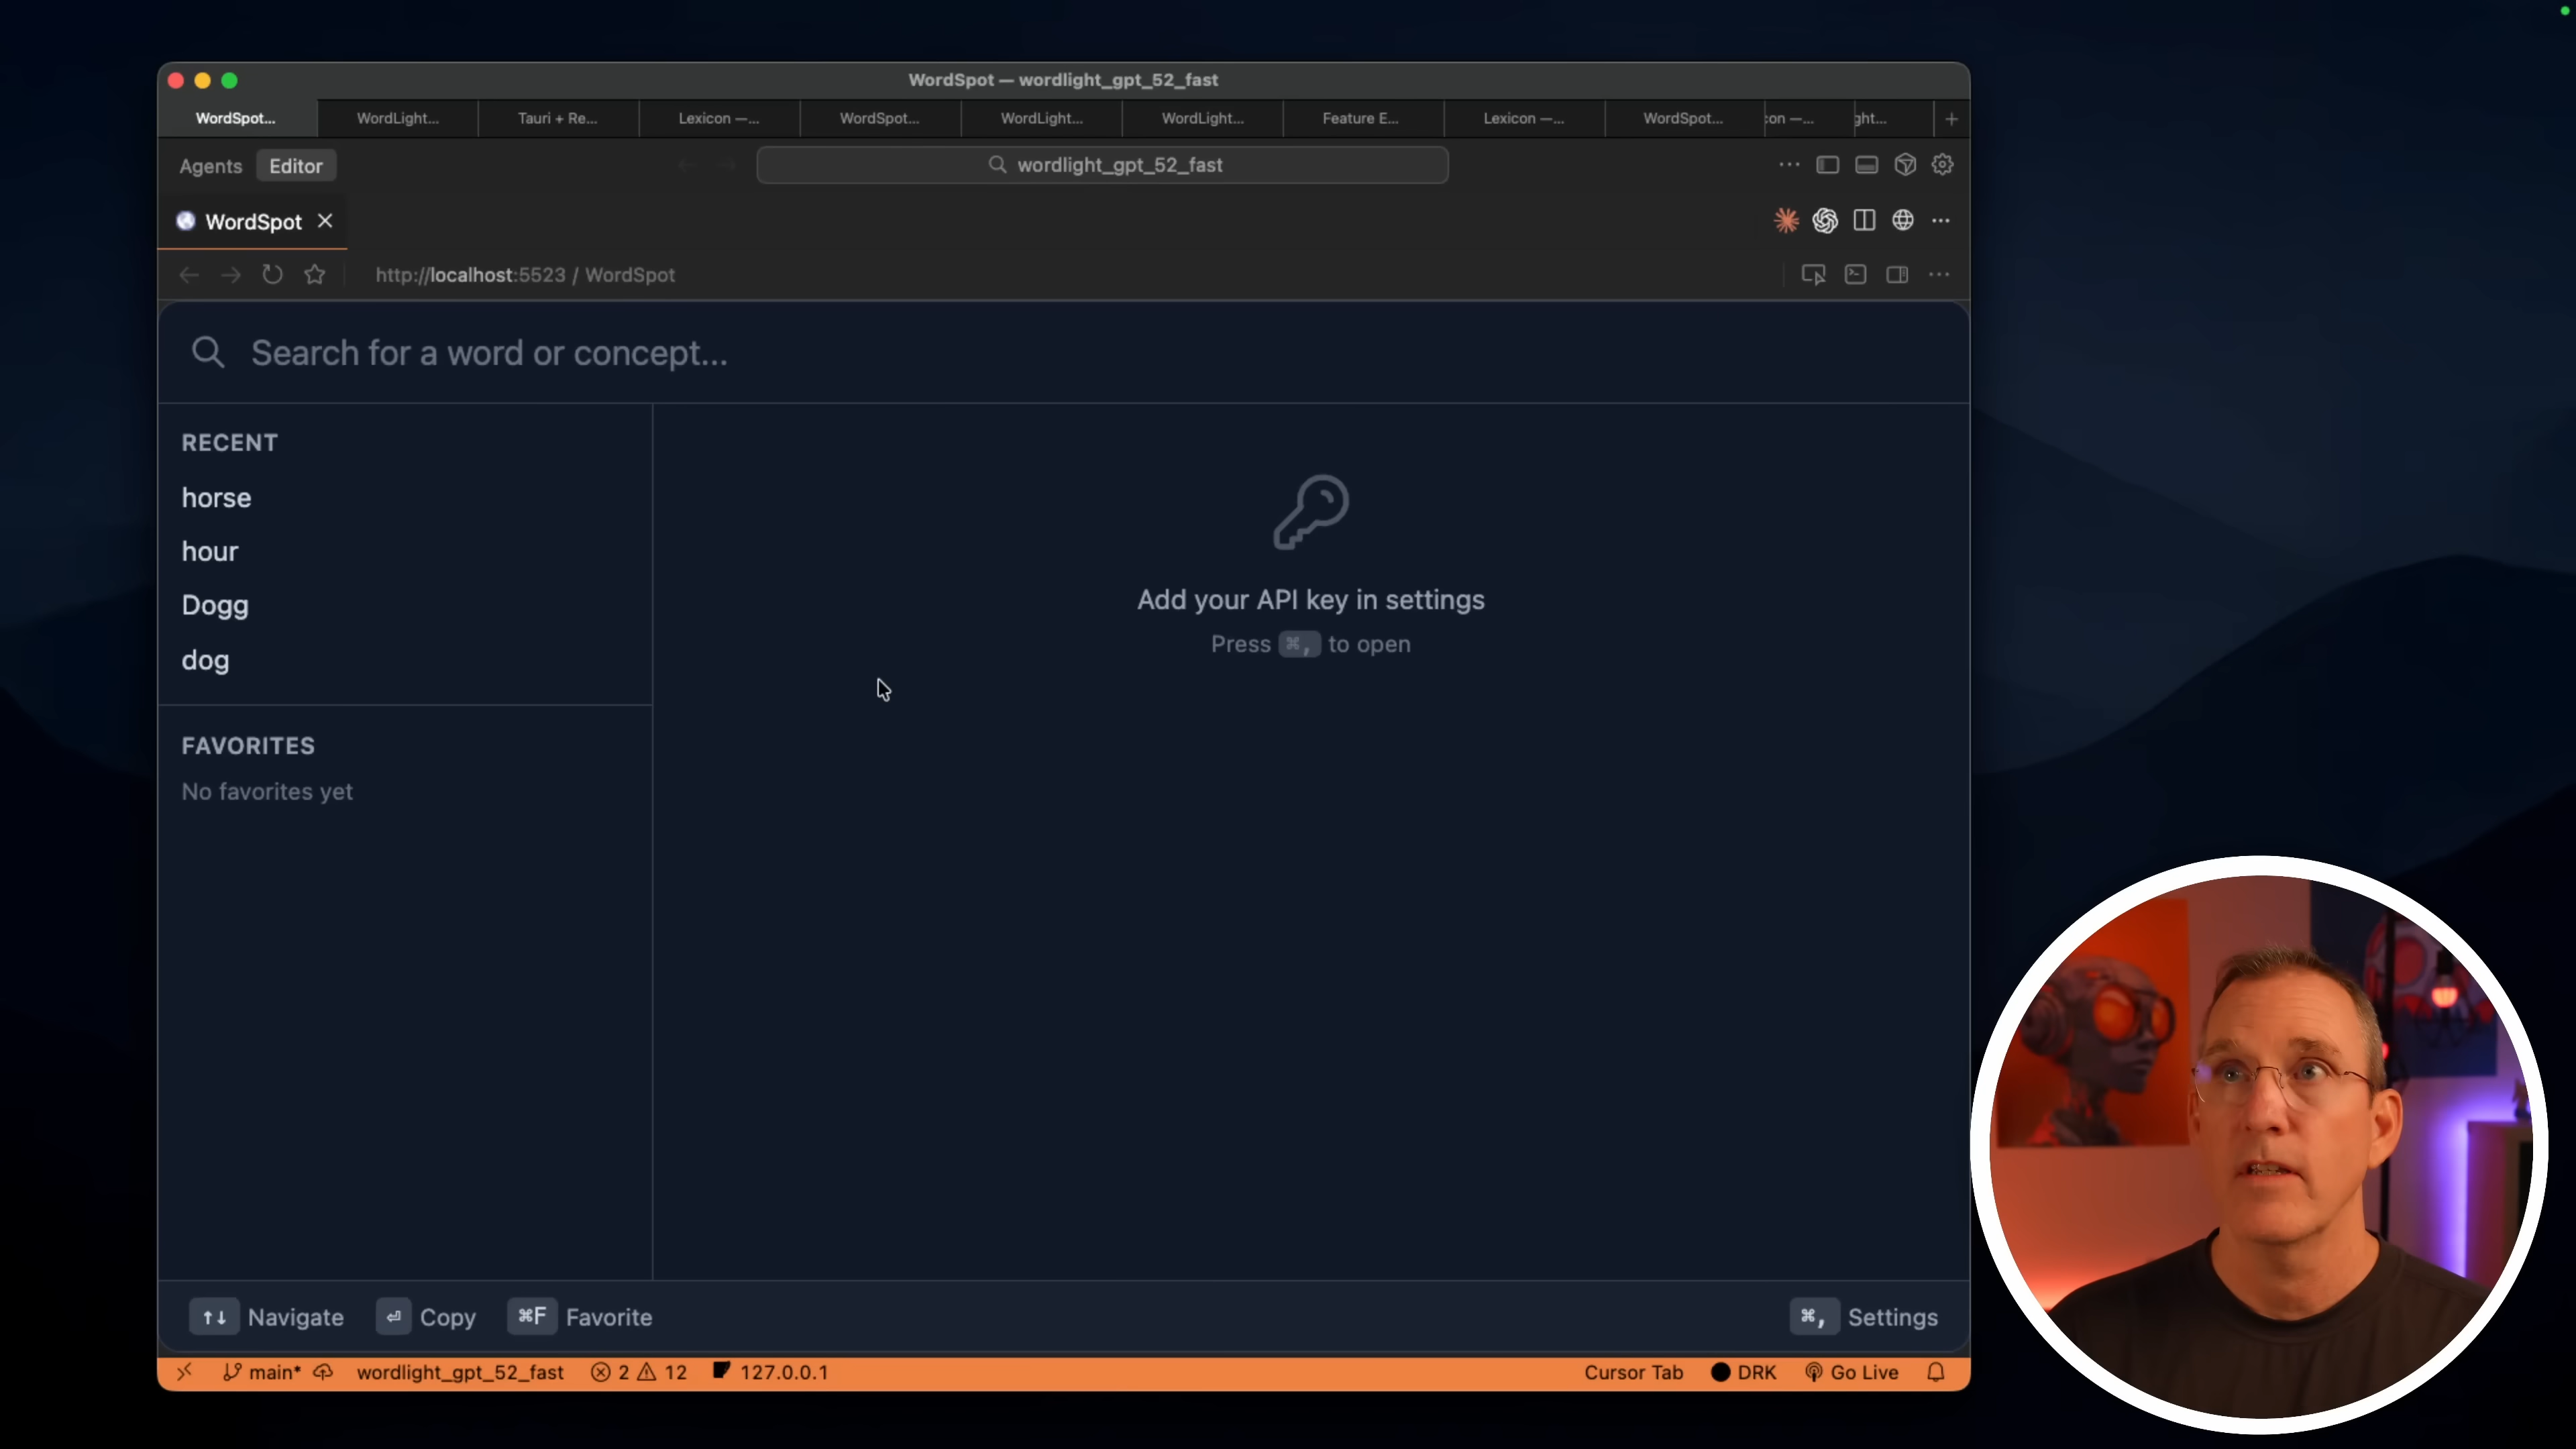 WordSpot — wordlight_gpt_52_fast
WordSpot... WordLight... Tauri + Re... Lexicon —... WordSpot... WordLight... WordLight... Feature E... Lexicon —... WordSpot... con —... ght... +
Agents Editor wordlight_gpt_52_fast
WordSpot
http://localhost:5523 / WordSpot
Search for a word or concept...
RECENT
horse
hour
Dogg
dog
FAVORITES
No favorites yet
Add your API key in settings
Press ⌘, to open
↑↓ Navigate ⏎ Copy ⌘F Favorite ⌘, Settings
main* wordlight_gpt_52_fast 2 12 127.0.0.1 Cursor Tab DRK Go Live